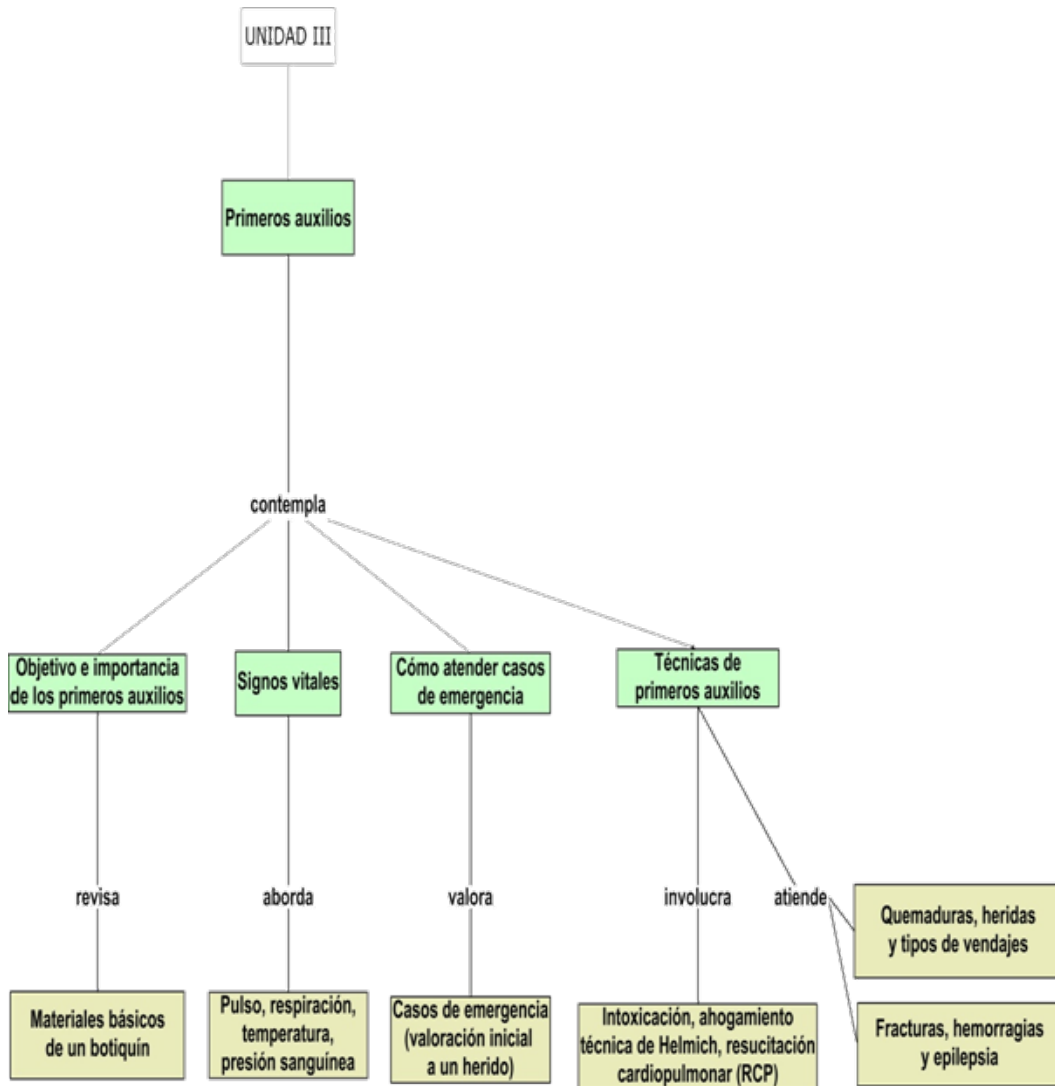 UNIDAD III
Primeros auxilios
contempla
Objetivo e importancia
de los primeros auxilios
Signos vitales
Cómo atender casos
de emergencia
Técnicas de
primeros auxilios
revisa
aborda
valora
involucra
atiende
Quemaduras, heridas
y tipos de vendajes
Materiales básicos
de un botiquín
Pulso, respiración,
temperatura,
presión sanguínea
Casos de emergencia
(valoración inicial
a un herido)
Intoxicación, ahogamiento
técnica de Helmich, resucitación
cardiopulmonar (RCP)
Fracturas, hemorragias
y epilepsia